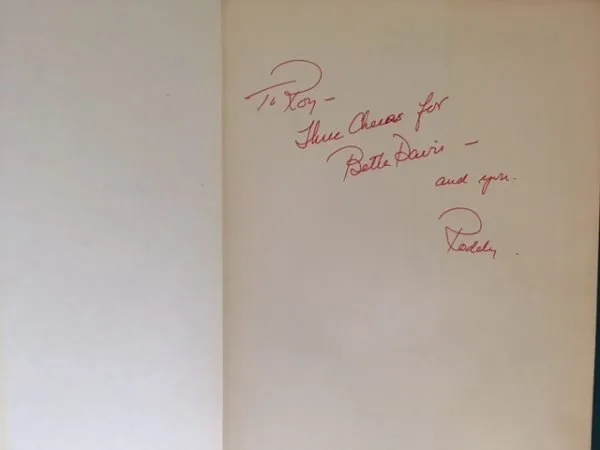 To Roy –
Three Cheers for
Bette Davis –
and you.
Roddy